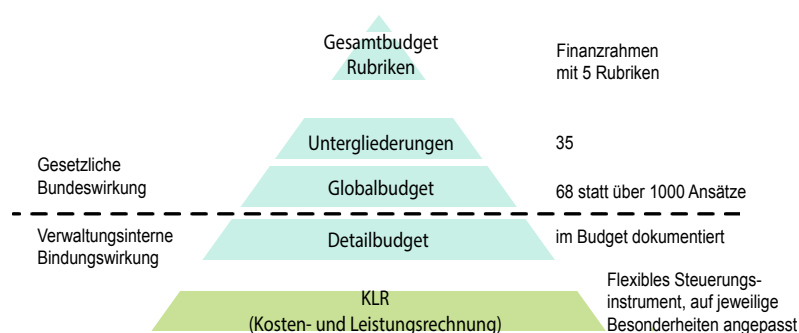 Gesamtbudget
Rubriken
Finanzrahmen
mit 5 Rubriken
Untergliederungen
35
Gesetzliche
Bundeswirkung
Globalbudget
68 statt über 1000 Ansätze
Verwaltungsinterne
Bindungswirkung
Detailbudget
im Budget dokumentiert
KLR
(Kosten- und Leistungsrechnung)
Flexibles Steuerungs-
instrument, auf jeweilige
Besonderheiten angepasst